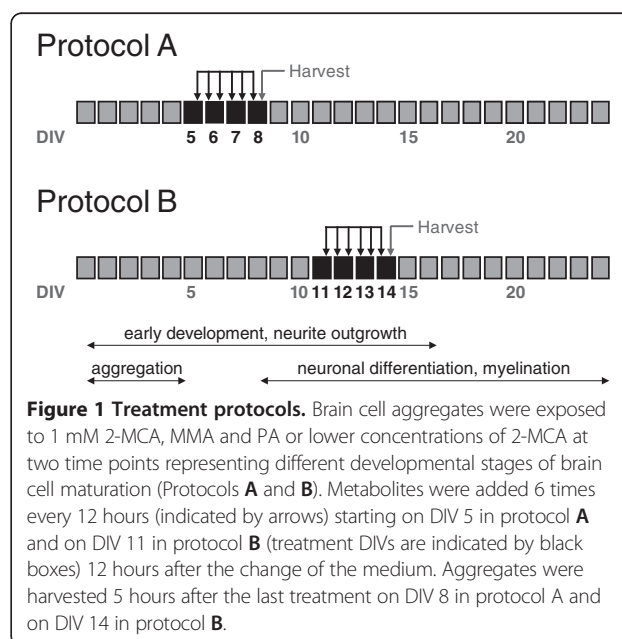 Protocol A
Harvest
DIV 5 6 7 8 10 15 20
Protocol B
Harvest
DIV 5 10 11 12 13 14 15 20
early development, neurite outgrowth
aggregation neuronal differentiation, myelination
Figure 1 Treatment protocols. Brain cell aggregates were exposed
to 1 mM 2-MCA, MMA and PA or lower concentrations of 2-MCA at
two time points representing different developmental stages of brain
cell maturation (Protocols A and B). Metabolites were added 6 times
every 12 hours (indicated by arrows) starting on DIV 5 in protocol A
and on DIV 11 in protocol B (treatment DIVs are indicated by black
boxes) 12 hours after the change of the medium. Aggregates were
harvested 5 hours after the last treatment on DIV 8 in protocol A and
on DIV 14 in protocol B.